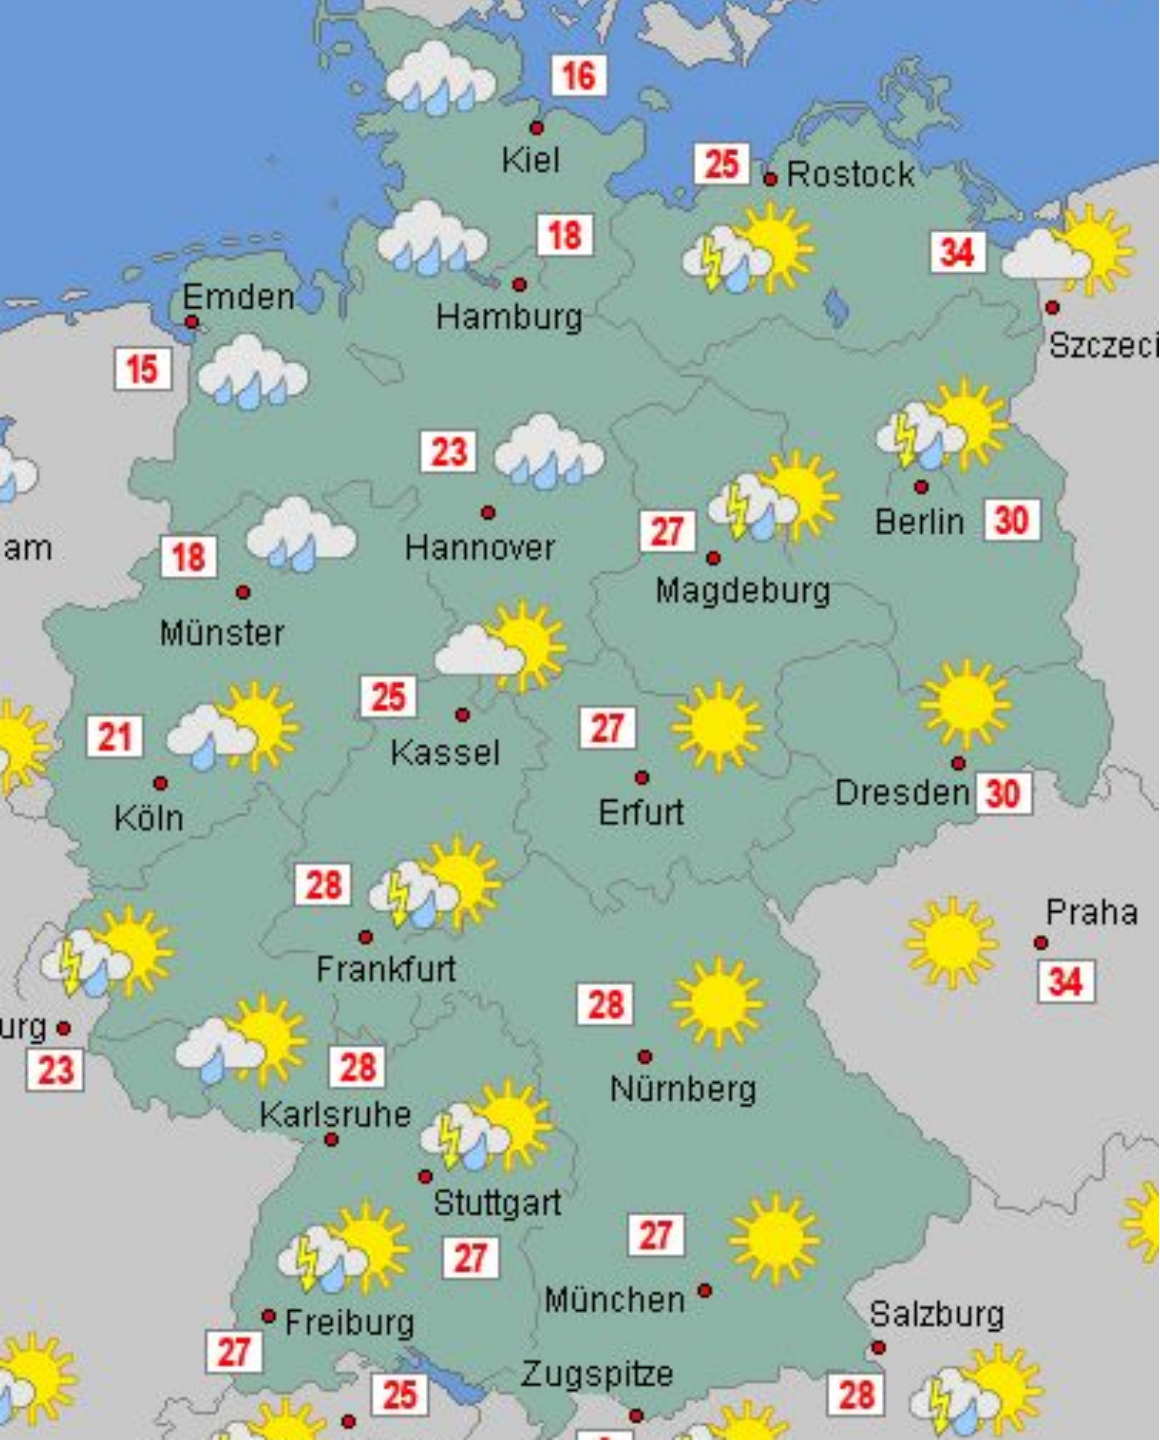 16
Kiel
25
Rostock
18
Hamburg
34
Szczeci
Emden
15
23
Hannover
18
Münster
am
27
Magdeburg
Berlin
30
25
Kassel
21
Köln
27
Erfurt
Dresden
30
28
Frankfurt
Praha
34
urg
23
28
Karlsruhe
28
Nürnberg
Stuttgart
27
27
München
Freiburg
27
Salzburg
28
Zugspitze
25